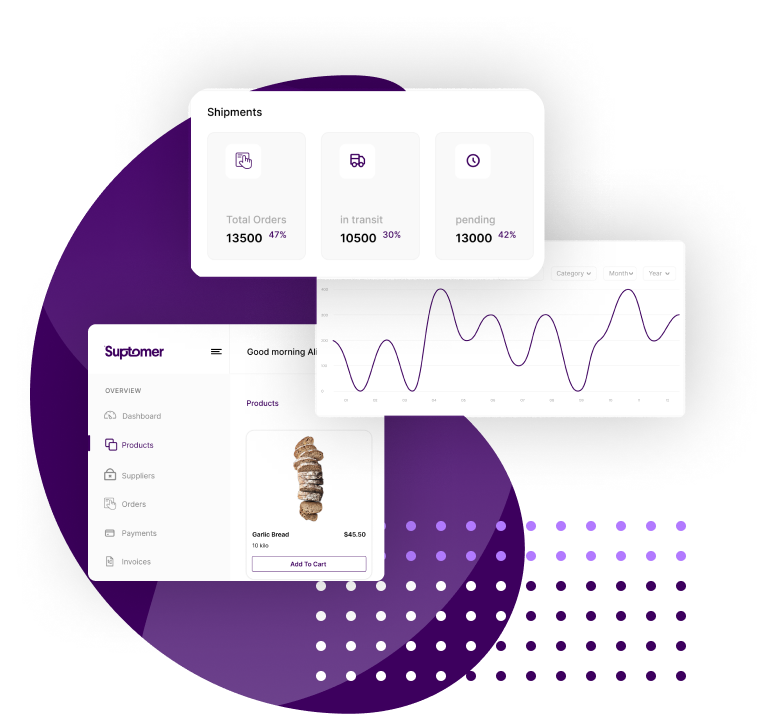 Shipments
Total Orders
13500 47%
in transit
10500 30%
pending
13000 42%
Category
Month
Year
Suptomer
Good morning Ali
OVERVIEW
Dashboard
Products
Suppliers
Orders
Payments
Invoices
Products
Garlic Bread $45.50
10 kilo
Add To Cart